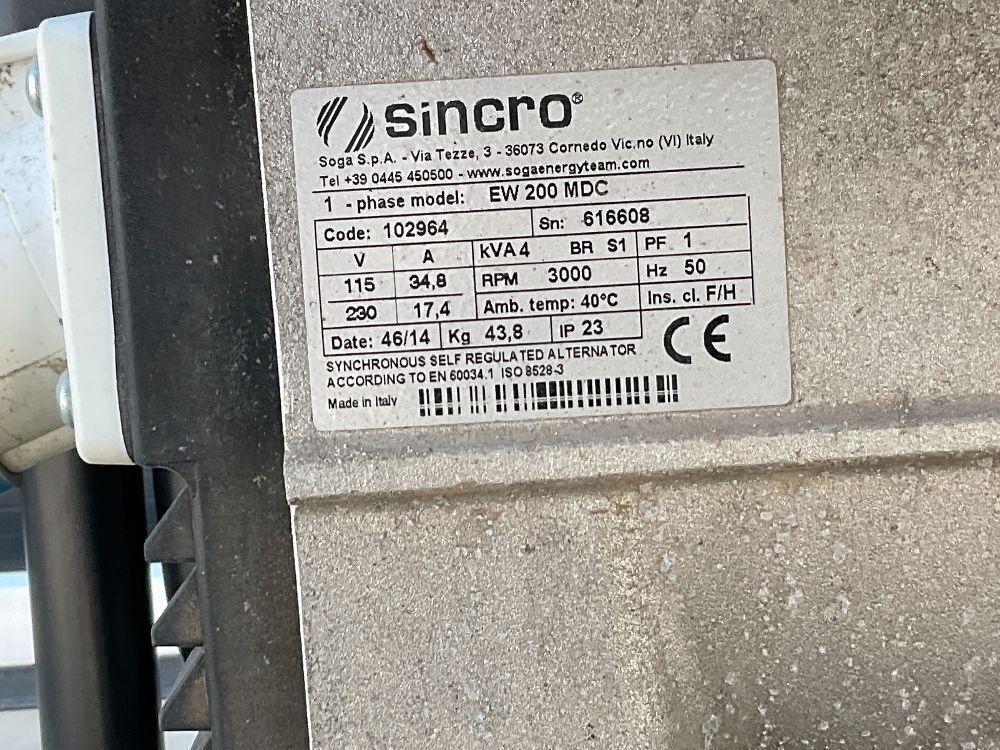 sincro®
Soga S.p.A. - Via Tezze, 3 - 36073 Cornedo Vic.no (VI) Italy
Tel +39 0445 450500 - www.sogaenergyteam.com
1 - phase model: EW 200 MDC
Code: 102964 Sn: 616608
V A kVA 4 BR S1 PF 1
115 34,8 RPM 3000 Hz 50
230 17,4 Amb. temp: 40°C Ins. cl. F/H
Date: 46/14 Kg 43,8 IP 23
SYNCHRONOUS SELF REGULATED ALTERNATOR CE
ACCORDING TO EN 60034.1 ISO 8528-3
Made in Italy